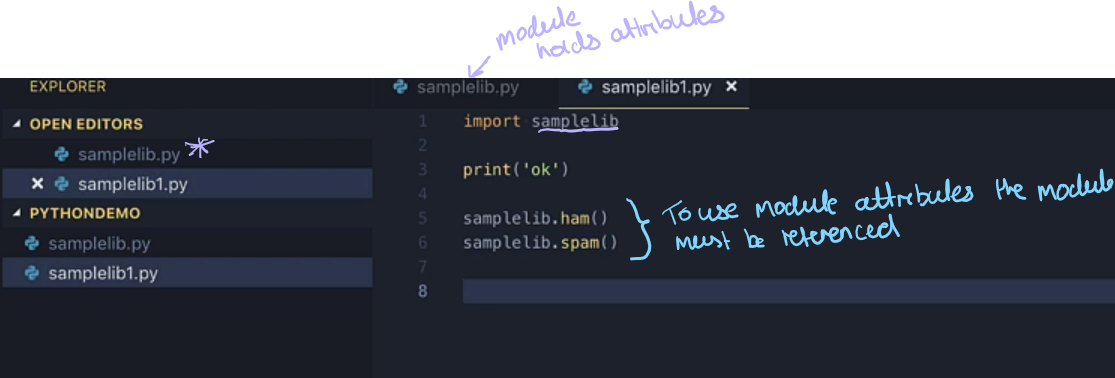 module
holds attributes
EXPLORER
OPEN EDITORS
samplelib.py *
samplelib1.py
PYTHONDEMO
samplelib.py
samplelib1.py
samplelib.py
samplelib1.py
1 import samplelib
2
3 print('ok')
4
5 samplelib.ham()
6 samplelib.spam()
7
8
To use module attributes the module
must be referenced